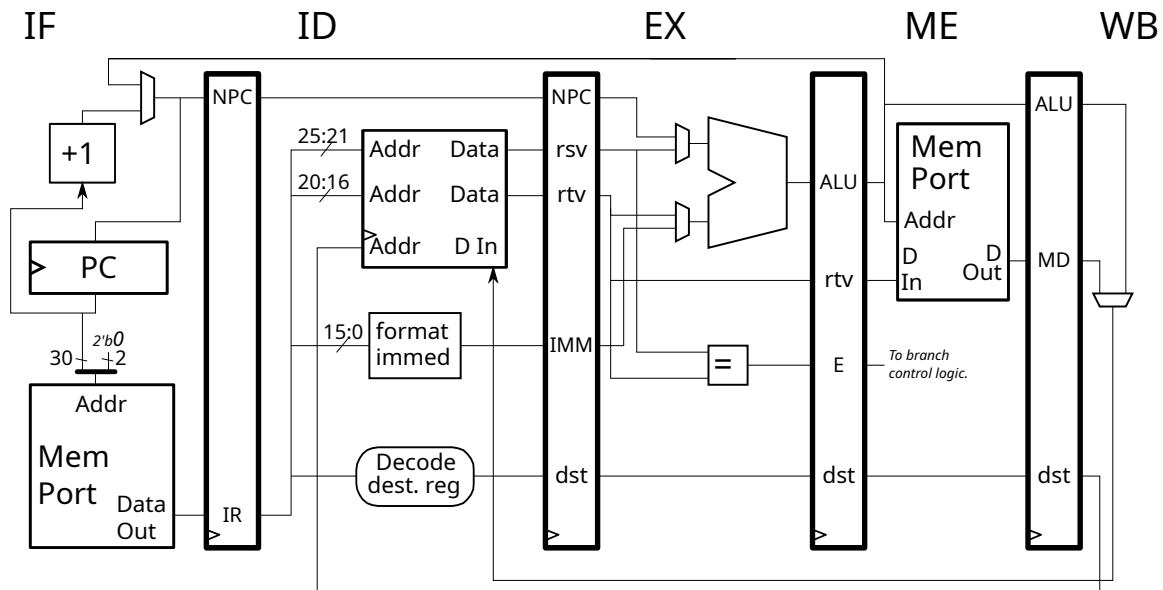 IF
ID
EX
ME
WB
+1
PC
30
2'b0
2
Addr
Mem
Port
Data
Out
NPC
IR
25:21
20:16
Addr
Data
Addr
Data
Addr
D In
15:0
format
immed
Decode
dest. reg
NPC
rsv
rtv
IMM
dst
=
ALU
rtv
E
dst
Mem
Port
Addr
D
In
D
Out
To branch
control logic.
ALU
MD
dst